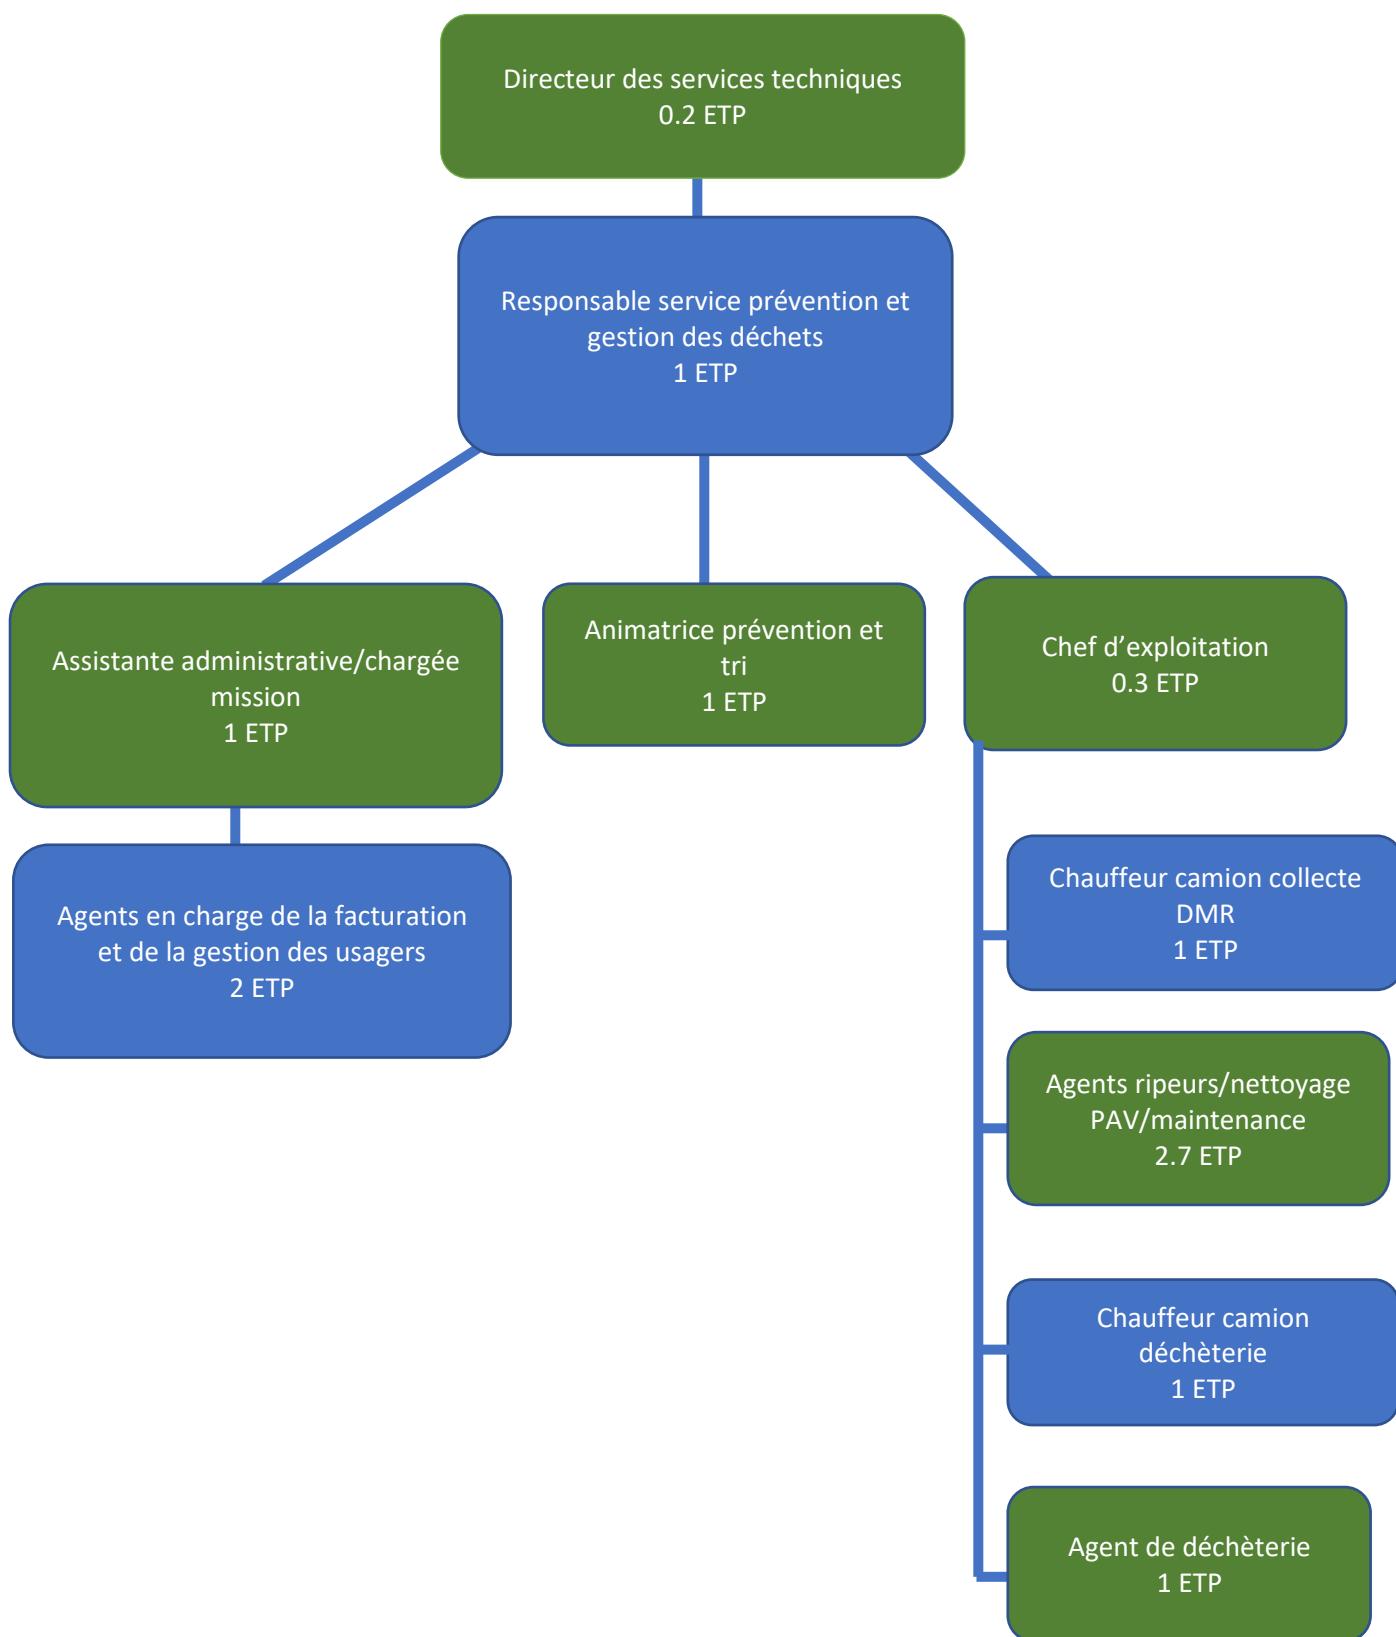 Directeur des services techniques
0.2 ETP
Responsable service prévention et
gestion des déchets
1 ETP
Assistante administrative/chargée
mission
1 ETP
Animatrice prévention et
tri
1 ETP
Chef d’exploitation
0.3 ETP
Agents en charge de la facturation
et de la gestion des usagers
2 ETP
Chauffeur camion collecte
DMR
1 ETP
Agents ripeurs/nettoyage
PAV/maintenance
2.7 ETP
Chauffeur camion
déchèterie
1 ETP
Agent de déchèterie
1 ETP